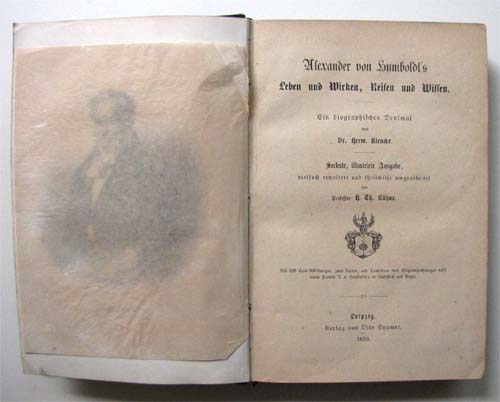 Alexander von Humboldt's
Leben und Wirken, Reisen und Wissen.
Ein biographisches Denkmal
von
Dr. Herm. Klencke.
Sechste, illustrirte Ausgabe,
vielfach erweitert und theilweise umgearbeitet
von
Professor H. Th. Kühne.
Leipzig.
Verlag von Otto Spamer.